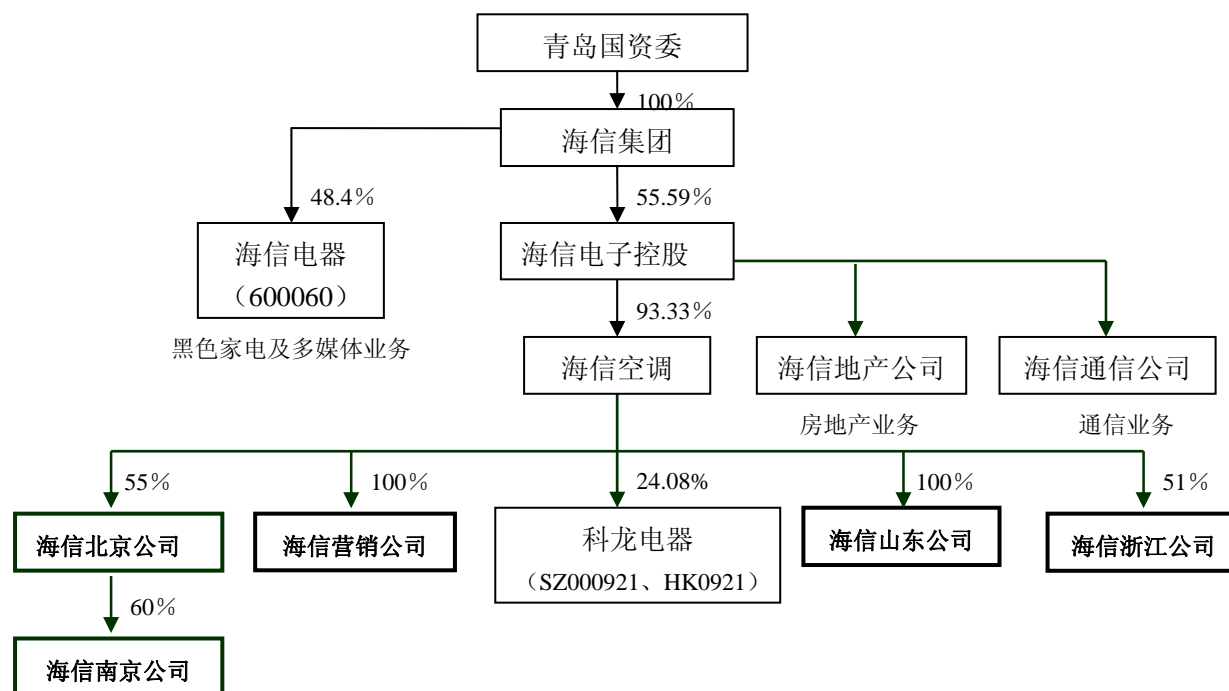 青岛国资委
100％
海信集团
48.4％
55.59％
海信电器
（600060）
海信电子控股
93.33％
黑色家电及多媒体业务
海信空调
海信地产公司
海信通信公司
房地产业务
通信业务
55％
100％
24.08%
100％
51％
海信北京公司
海信营销公司
科龙电器
（SZ000921、HK0921）
海信山东公司
海信浙江公司
60％
海信南京公司